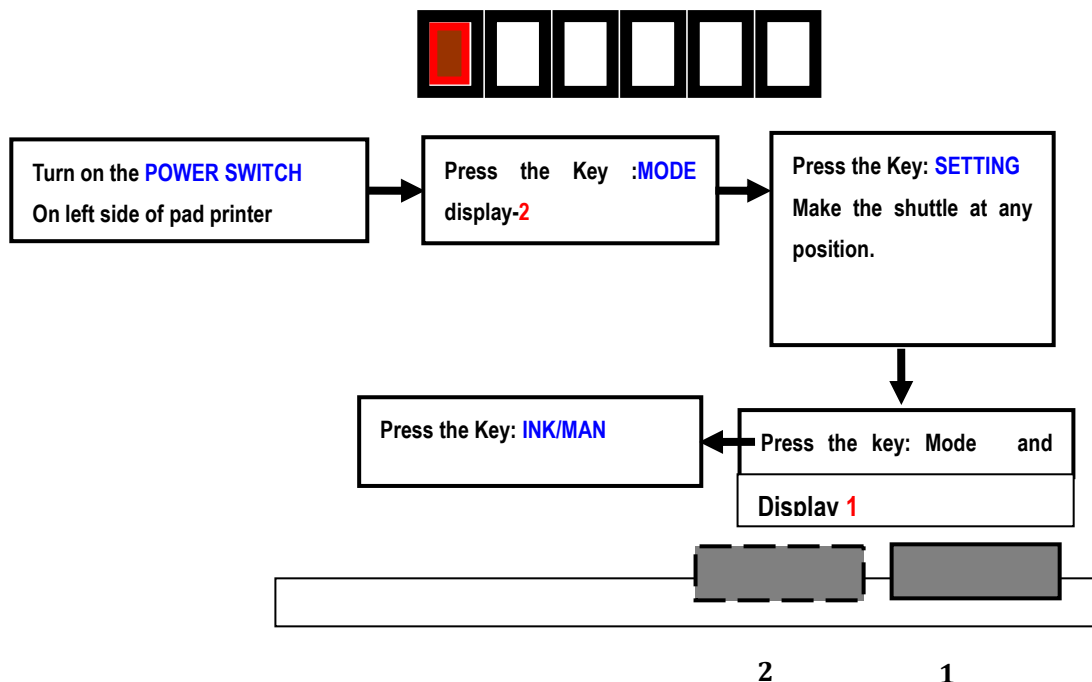 Turn on the POWER SWITCH
On left side of pad printer
Press the Key :MODE
display-2
Press the Key: SETTING
Make the shuttle at any
position.
Press the Key: INK/MAN
Press the key: Mode and
Display 1
2 1